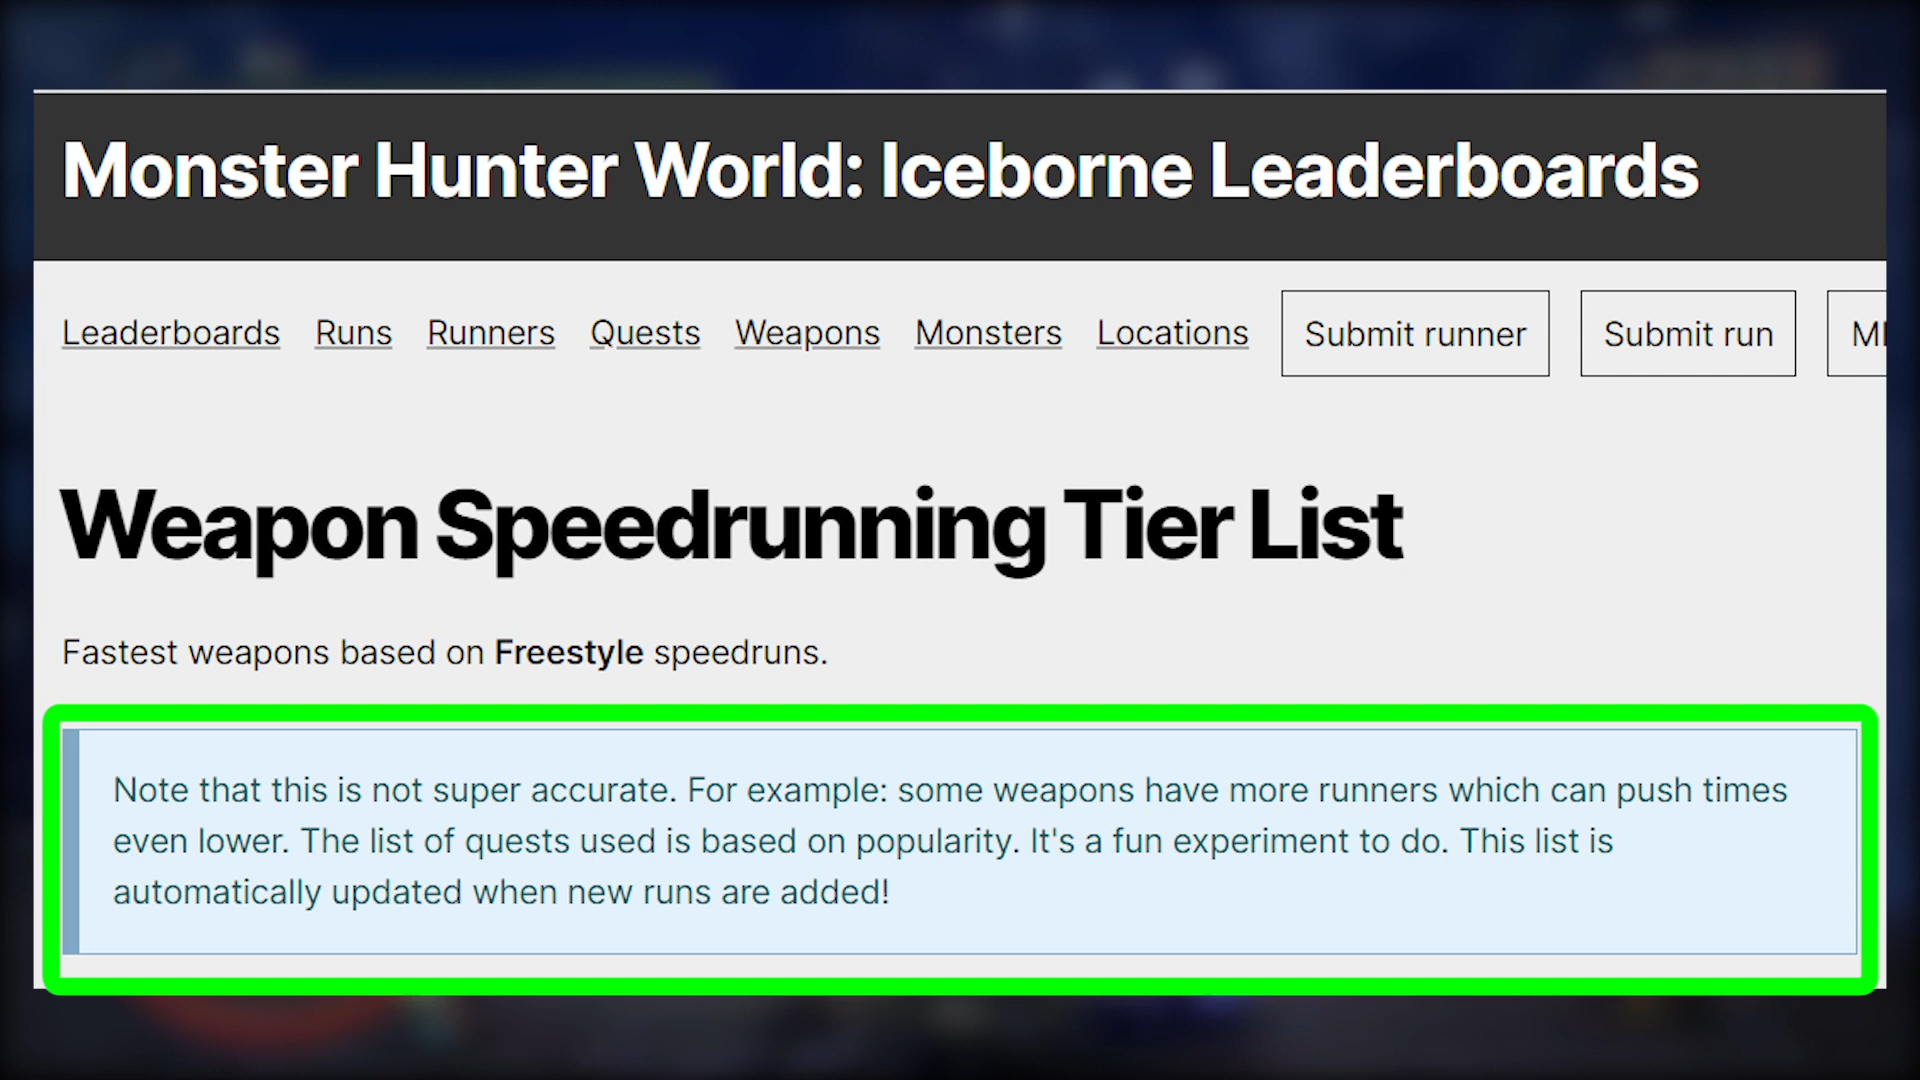 Monster Hunter World: Iceborne Leaderboards
Leaderboards Runs Runners Quests Weapons Monsters Locations Submit runner Submit run
Weapon Speedrunning Tier List
Fastest weapons based on Freestyle speedruns.
Note that this is not super accurate. For example: some weapons have more runners which can push times
even lower. The list of quests used is based on popularity. It's a fun experiment to do. This list is
automatically updated when new runs are added!